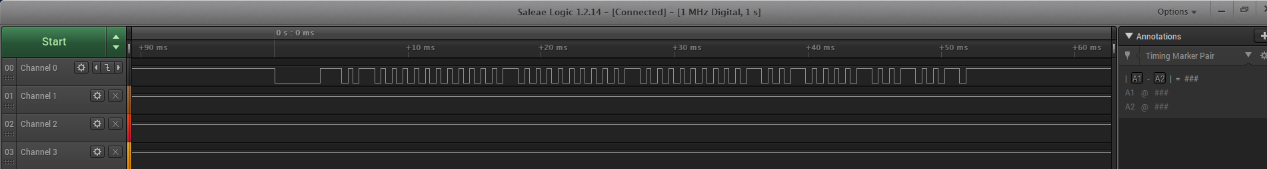 Saleae Logic 1.2.14 - [Connected] - [1 MHz Digital, 1 s]
Options
Start
0 s : 0 ms
+90 ms
+10 ms
+20 ms
+30 ms
+40 ms
+50 ms
+60 ms
Annotations
Timing Marker Pair
| A1 - A2 | = ###
A1 @ ###
A2 @ ###
00 Channel 0
01 Channel 1
02 Channel 2
03 Channel 3